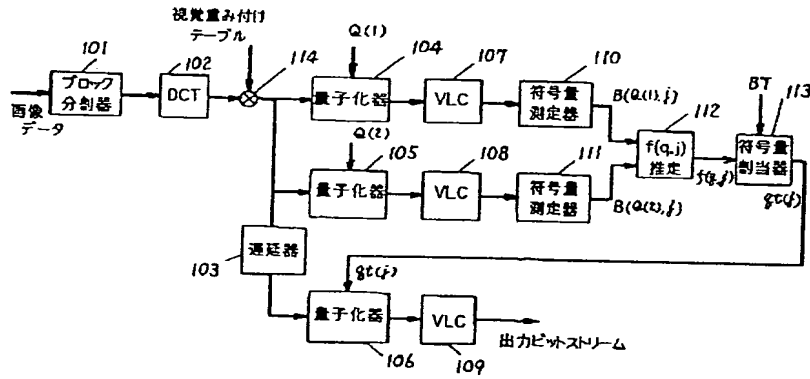 視覚重み付け
テーブル
114
Q(1)
101
ブロック
分割器
画像
データ
102
DCT
104
量子化器
107
VLC
110
符号量
測定器
B(Q(1),j)
112
f(q,j)
推定
f(q,j)
BT
113
符号量
割当器
qt(j)
Q(2)
105
量子化器
108
VLC
111
符号量
測定器
B(Q(2),j)
103
遅延器
qt(j)
106
量子化器
109
VLC
出力ビットストリーム